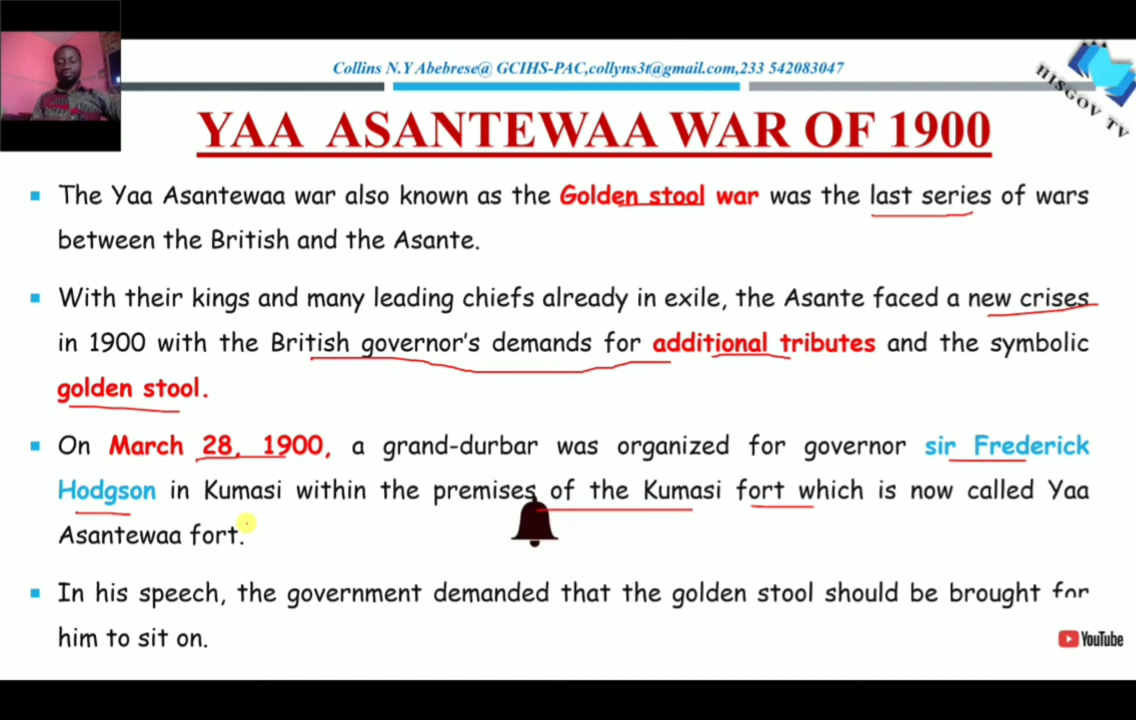 Collins N.Y Abebrese@ GCIHS-PAC,collyns3t@gmail.com,233 542083047
HISGOV TV
YAA ASANTEWAA WAR OF 1900
The Yaa Asantewaa war also known as the Golden stool war was the last series of wars
between the British and the Asante.
With their kings and many leading chiefs already in exile, the Asante faced a new crises
in 1900 with the British governor's demands for additional tributes and the symbolic
golden stool.
On March 28, 1900, a grand-durbar was organized for governor sir Frederick
Hodgson in Kumasi within the premises of the Kumasi fort which is now called Yaa
Asantewaa fort.
In his speech, the government demanded that the golden stool should be brought for
him to sit on.
YouTube